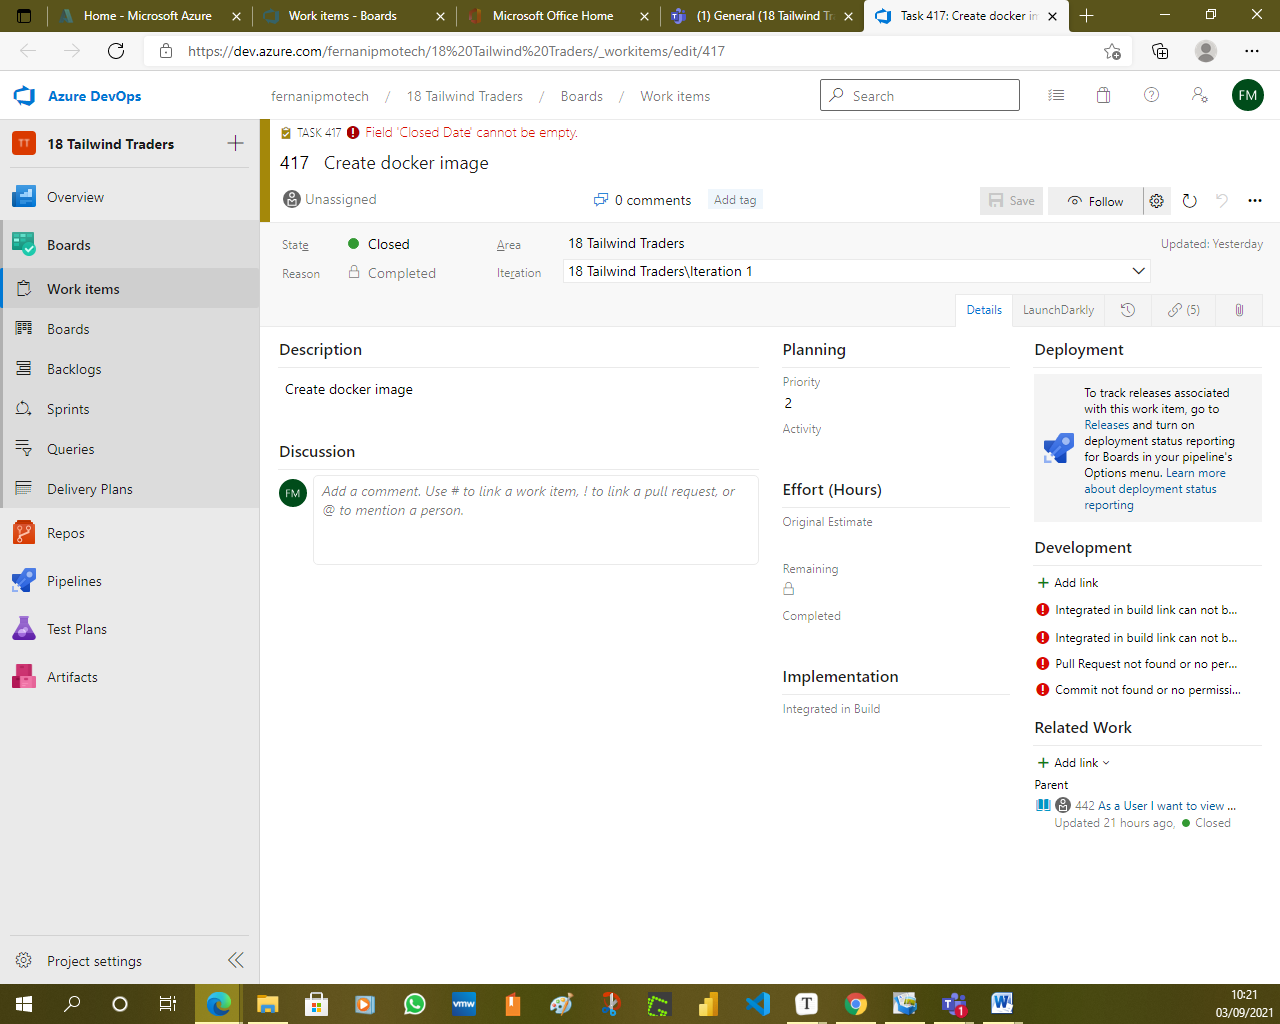 Home - Microsoft Azure
Work items - Boards
Microsoft Office Home
(1) General (18 Tailwind Tr
Task 417: Create docker in
https://dev.azure.com/fernanipmotech/18%20Tailwind%20Traders/_workitems/edit/417
Azure DevOps
fernanipmotech / 18 Tailwind Traders / Boards / Work items
Search
FM
TT 18 Tailwind Traders
Overview
Boards
Work items
Boards
Backlogs
Sprints
Queries
Delivery Plans
Repos
Pipelines
Test Plans
Artifacts
Project settings
TASK 417 Field 'Closed Date' cannot be empty.
417 Create docker image
Unassigned
0 comments
Add tag
Save
Follow
State Closed
Area 18 Tailwind Traders
Updated: Yesterday
Reason Completed
Iteration 18 Tailwind Traders\Iteration 1
Details
LaunchDarkly
(5)
Description
Create docker image
Discussion
FM
Add a comment. Use # to link a work item, ! to link a pull request, or
@ to mention a person.
Planning
Priority
2
Activity
Effort (Hours)
Original Estimate
Remaining
Completed
Implementation
Integrated in Build
Deployment
To track releases associated
with this work item, go to
Releases and turn on
deployment status reporting
for Boards in your pipeline's
Options menu. Learn more
about deployment status
reporting
Development
Add link
Integrated in build link can not b...
Integrated in build link can not b...
Pull Request not found or no per...
Commit not found or no permissi...
Related Work
Add link
Parent
442 As a User I want to view ...
Updated 21 hours ago, Closed
vmw
T
1
W
10:21
03/09/2021